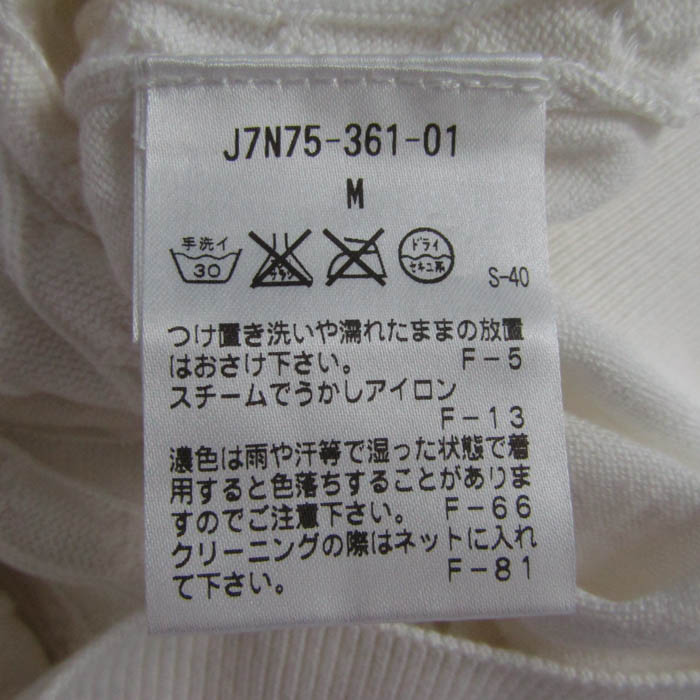 J7N75-361-01
M
手洗イ
30
ドライ
セキユ系
S-40
つけ置き洗いや濡れたままの放置
はおさけ下さい。 F-5
スチームでうかしアイロン
F-13
濃色は雨や汗等で湿った状態で着
用すると色落ちすることがありま
すのでご注意下さい。 F-66
クリーニングの際はネットに入れ
て下さい。 F-81